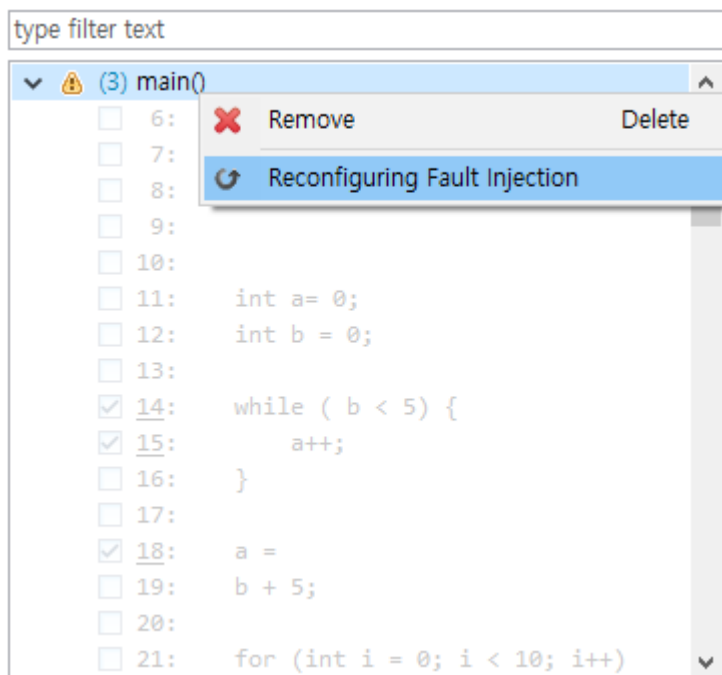 type filter text
(3) main()
6:
Remove Delete
7:
Reconfiguring Fault Injection
8:
9:
10:
11: int a= 0;
12: int b = 0;
13:
14: while ( b < 5) {
15: a++;
16: }
17:
18: a =
19: b + 5;
20:
21: for (int i = 0; i < 10; i++)